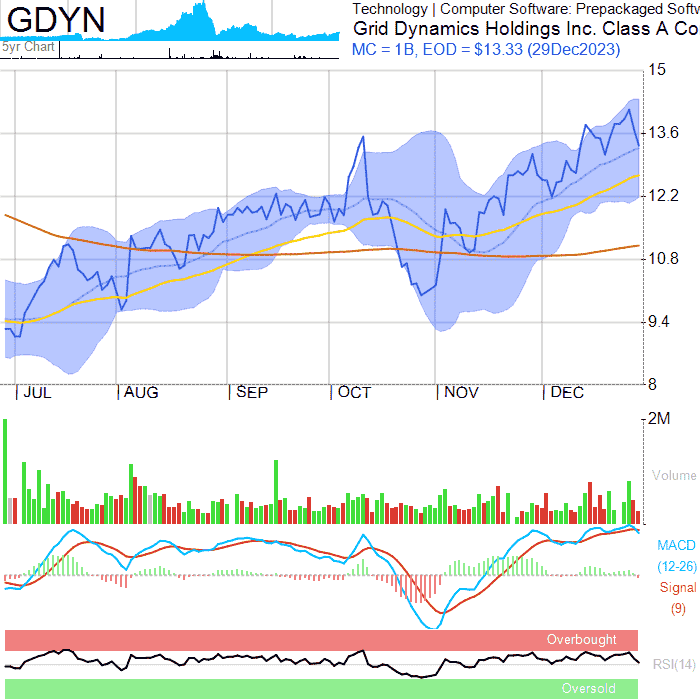 GDYN
5yr Chart
Technology | Computer Software: Prepackaged Softw
Grid Dynamics Holdings Inc. Class A Co
MC = 1B, EOD = $13.33 (29Dec2023)
15
13.6
12.2
10.8
9.4
8
JUL AUG SEP OCT NOV DEC
2M
Volume
MACD
(12-26)
Signal
(9)
Overbought
RSI(14)
Oversold